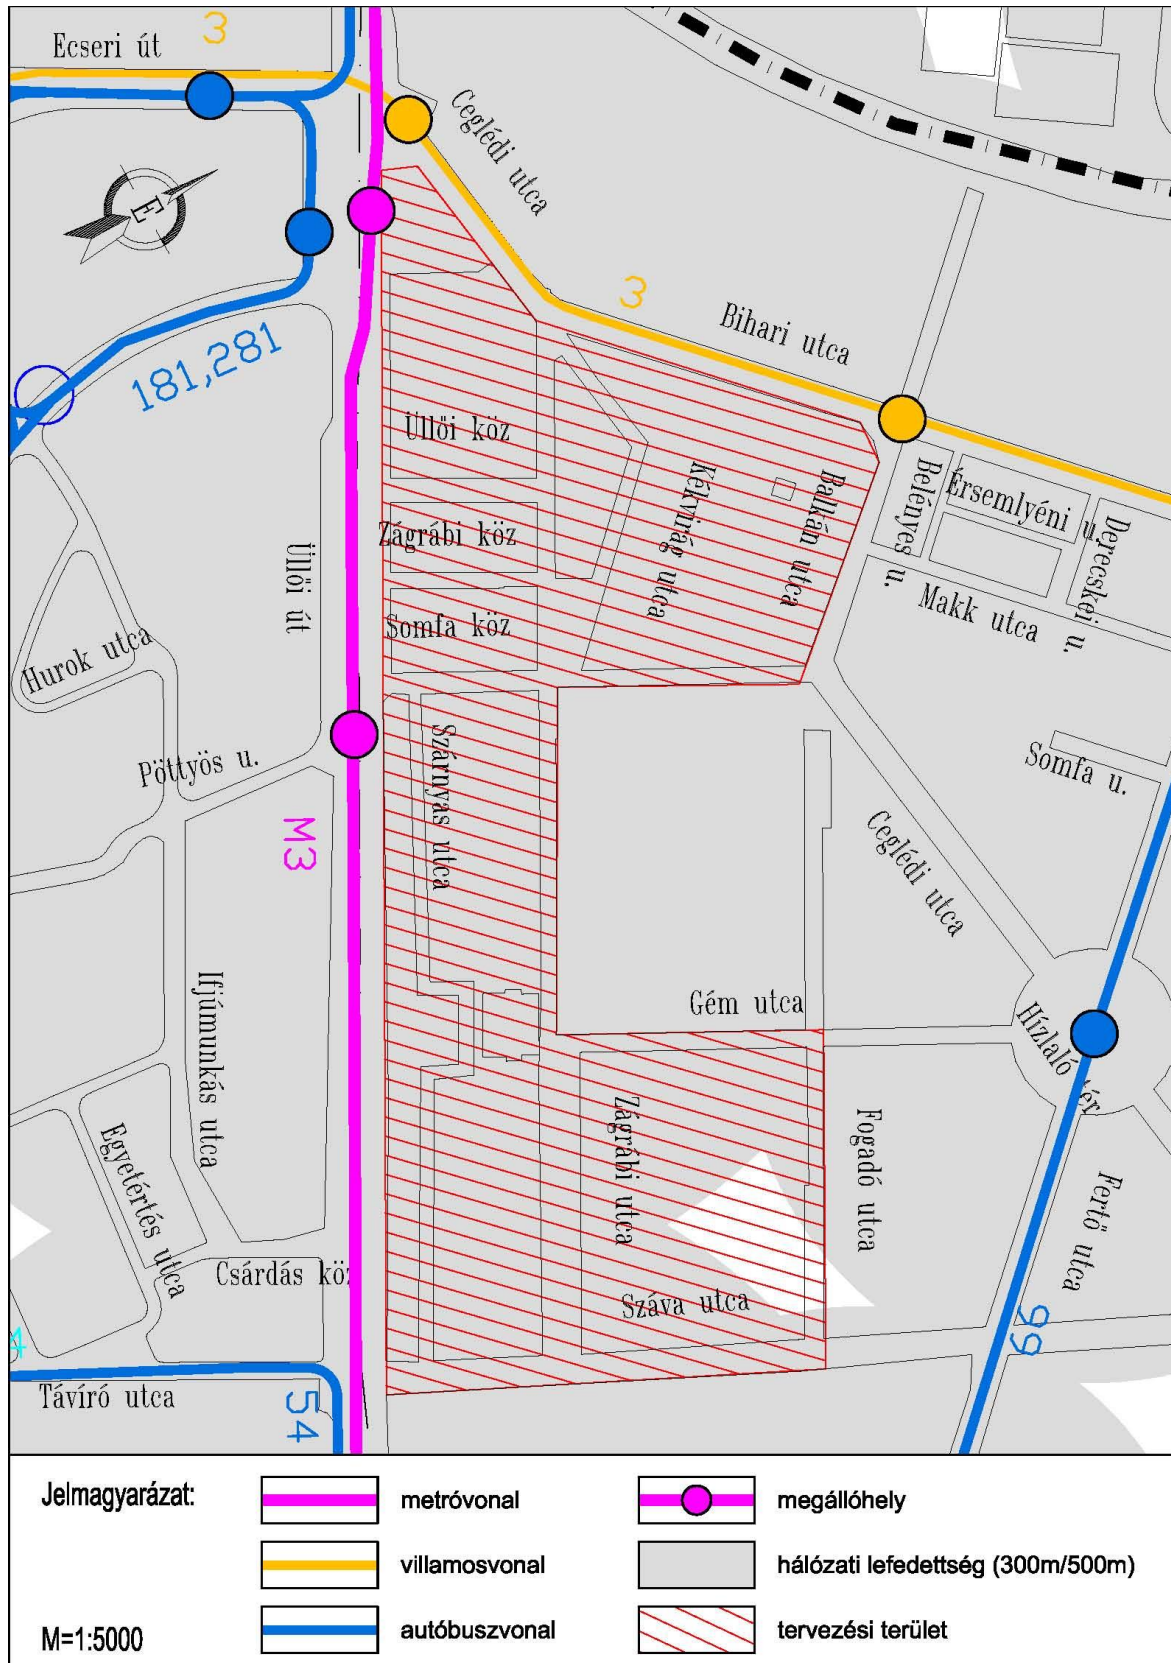 Ecseri út
3
Ceglédi utca
E
3
Bihari utca
181,281
Üllői köz
Kékvirág utca
Balkán utca
Belényes u.
Érsemlyéni u.
Derecskei u.
Zágrábi köz
Üllői út
Makk utca
Somfa köz
Hurok utca
Szárnyas utca
Pöttyös u.
Somfa u.
M3
Ceglédi utca
Ifjúmunkás utca
Gém utca
Hízlaló tér
Zágrábi utca
Fogadó utca
Egyetértés utca
Fertő utca
Csárdás köz
Száva utca
4
99
Távíró utca
54
Jelmagyarázat:
metróvonal
megállóhely
villamosvonal
hálózati lefedettség (300m/500m)
M=1:5000
autóbuszvonal
tervezési terület